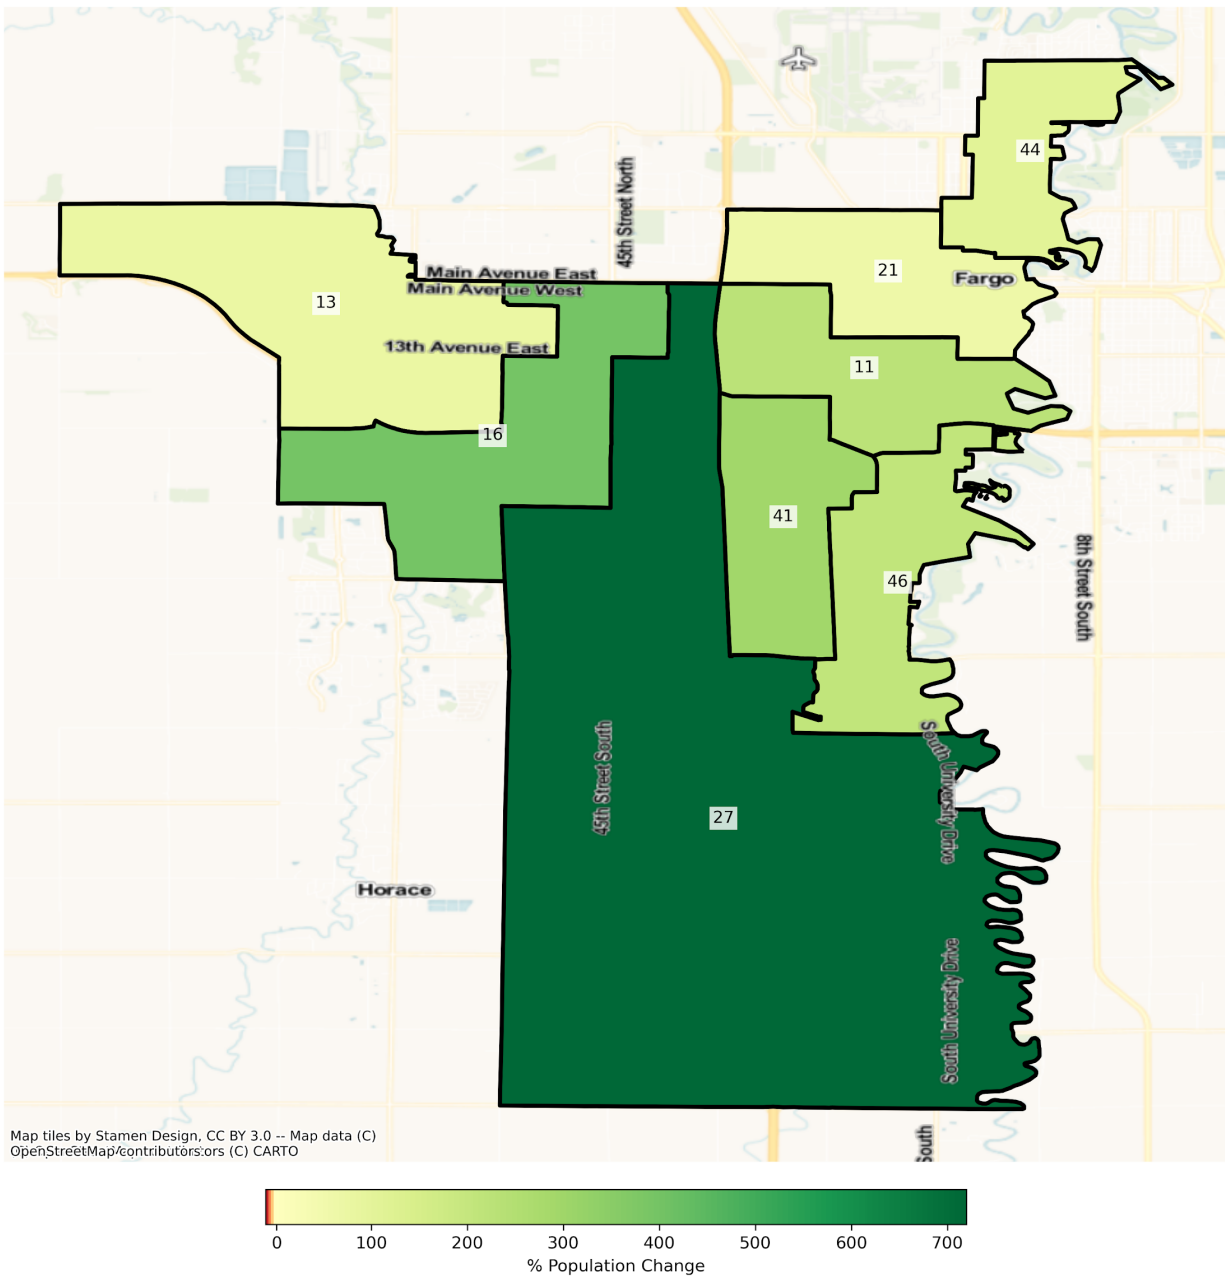 44
45th Street North
21
Main Avenue East
Fargo
Main Avenue West
13
13th Avenue East
11
16
41
8th Street South
46
South University Drive
45th Street South
27
Horace
South University Drive
South
Map tiles by Stamen Design, CC BY 3.0 -- Map data (C)
OpenStreetMap contributors
ors (C) CARTO
0 100 200 300 400 500 600 700
% Population Change